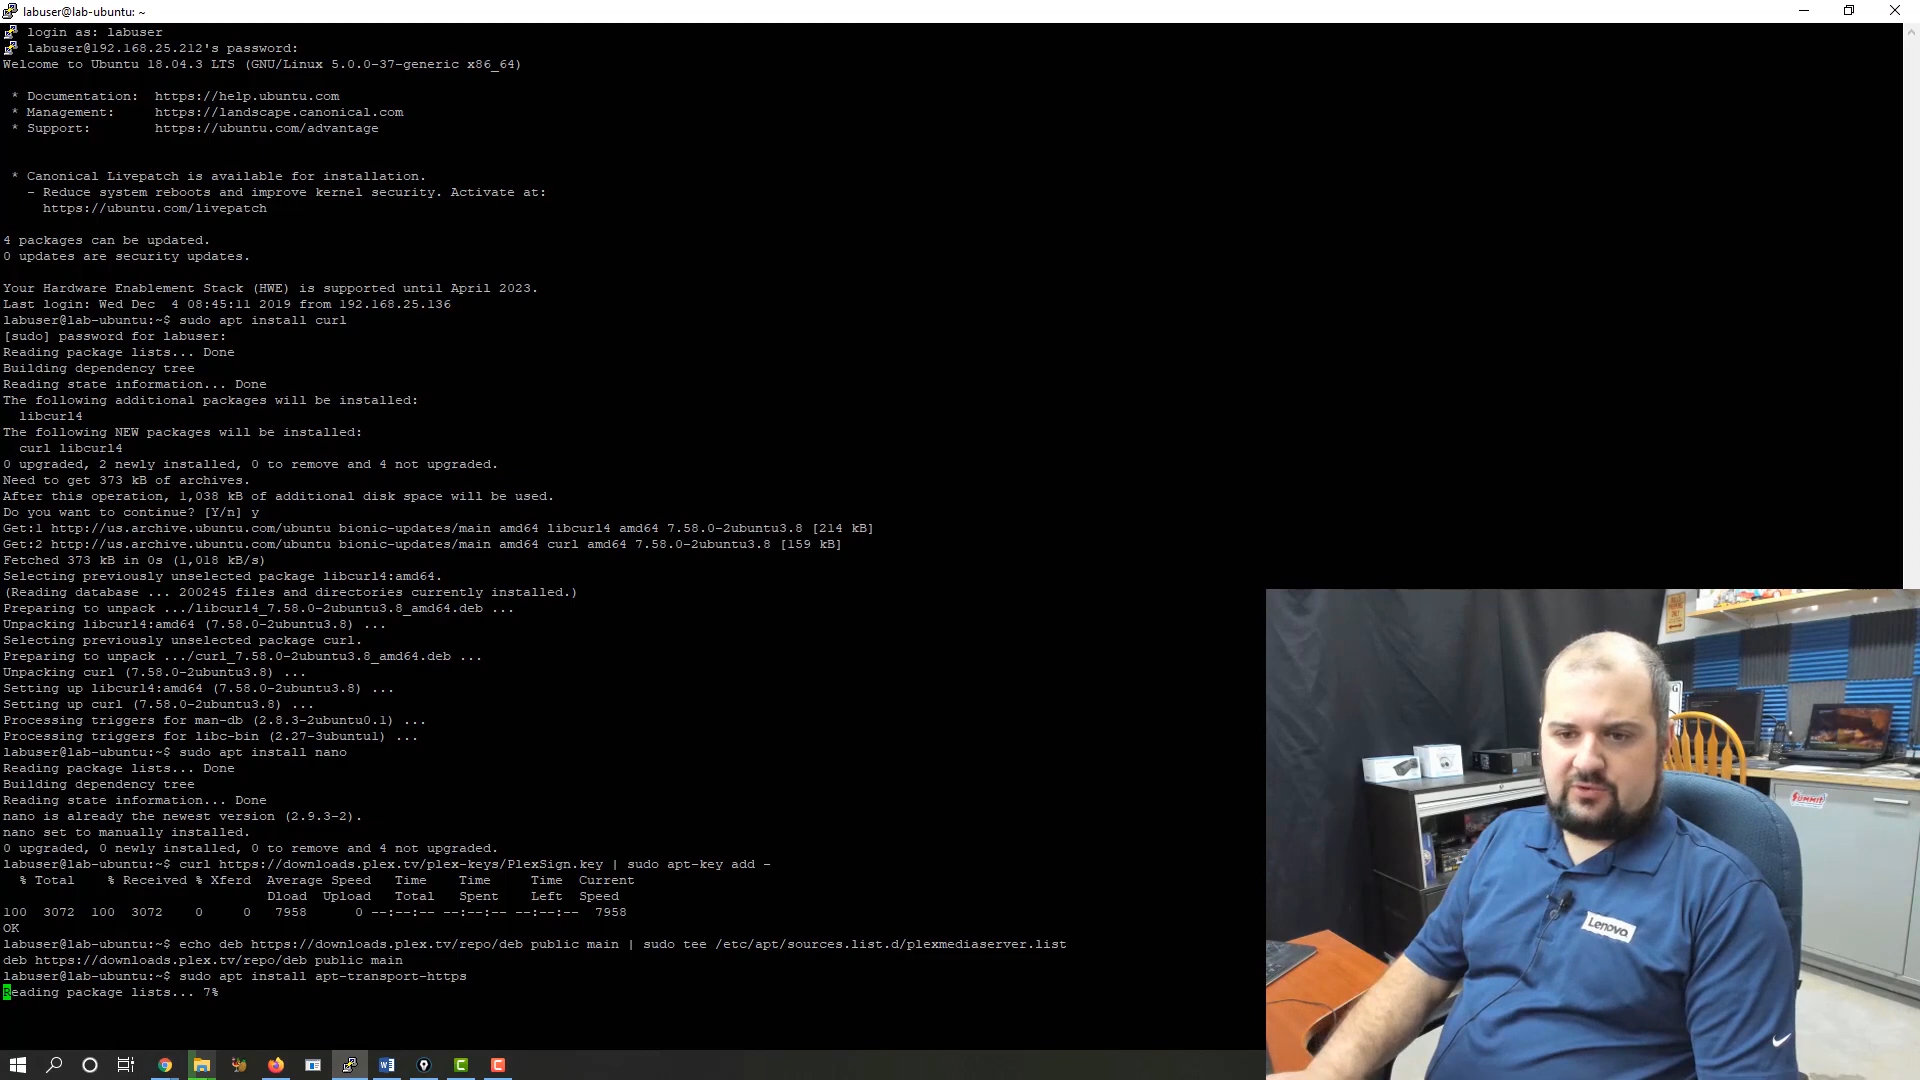 labuser@lab-ubuntu: ~
login as: labuser
labuser@192.168.25.212's password:
Welcome to Ubuntu 18.04.3 LTS (GNU/Linux 5.0.0-37-generic x86_64)
* Documentation:  https://help.ubuntu.com
* Management:     https://landscape.canonical.com
* Support:        https://ubuntu.com/advantage
* Canonical Livepatch is available for installation.
- Reduce system reboots and improve kernel security. Activate at:
https://ubuntu.com/livepatch
4 packages can be updated.
0 updates are security updates.
Your Hardware Enablement Stack (HWE) is supported until April 2023.
Last login: Wed Dec  4 08:45:11 2019 from 192.168.25.136
labuser@lab-ubuntu:~$ sudo apt install curl
[sudo] password for labuser:
Reading package lists... Done
Building dependency tree
Reading state information... Done
The following additional packages will be installed:
libcurl4
The following NEW packages will be installed:
curl libcurl4
0 upgraded, 2 newly installed, 0 to remove and 4 not upgraded.
Need to get 373 kB of archives.
After this operation, 1,038 kB of additional disk space will be used.
Do you want to continue? [Y/n] y
Get:1 http://us.archive.ubuntu.com/ubuntu bionic-updates/main amd64 libcurl4 amd64 7.58.0-2ubuntu3.8 [214 kB]
Get:2 http://us.archive.ubuntu.com/ubuntu bionic-updates/main amd64 curl amd64 7.58.0-2ubuntu3.8 [159 kB]
Fetched 373 kB in 0s (1,018 kB/s)
Selecting previously unselected package libcurl4:amd64.
(Reading database ... 200245 files and directories currently installed.)
Preparing to unpack .../libcurl4_7.58.0-2ubuntu3.8_amd64.deb ...
Unpacking libcurl4:amd64 (7.58.0-2ubuntu3.8) ...
Selecting previously unselected package curl.
Preparing to unpack .../curl_7.58.0-2ubuntu3.8_amd64.deb ...
Unpacking curl (7.58.0-2ubuntu3.8) ...
Setting up libcurl4:amd64 (7.58.0-2ubuntu3.8) ...
Setting up curl (7.58.0-2ubuntu3.8) ...
Processing triggers for man-db (2.8.3-2ubuntu0.1) ...
Processing triggers for libc-bin (2.27-3ubuntu1) ...
labuser@lab-ubuntu:~$ sudo apt install nano
Reading package lists... Done
Building dependency tree
Reading state information... Done
nano is already the newest version (2.9.3-2).
nano set to manually installed.
0 upgraded, 0 newly installed, 0 to remove and 4 not upgraded.
labuser@lab-ubuntu:~$ curl https://downloads.plex.tv/plex-keys/PlexSign.key | sudo apt-key add -
% Total    % Received % Xferd  Average Speed   Time    Time     Time  Current
Dload  Upload   Total   Spent    Left  Speed
100  3072  100  3072    0     0   7958      0 --:--:-- --:--:-- --:--:--  7958
OK
labuser@lab-ubuntu:~$ echo deb https://downloads.plex.tv/repo/deb public main | sudo tee /etc/apt/sources.list.d/plexmediaserver.list
deb https://downloads.plex.tv/repo/deb public main
labuser@lab-ubuntu:~$ sudo apt install apt-transport-https
Reading package lists... 7%
SUMMIT
Lenovo